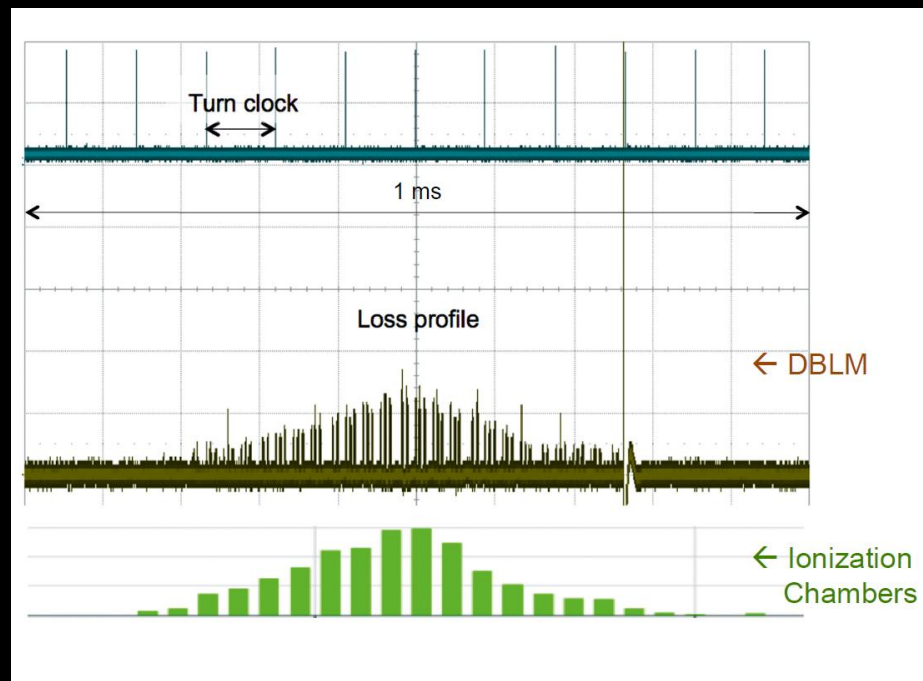 Turn clock
1 ms
Loss profile
← DBLM
← Ionization
Chambers